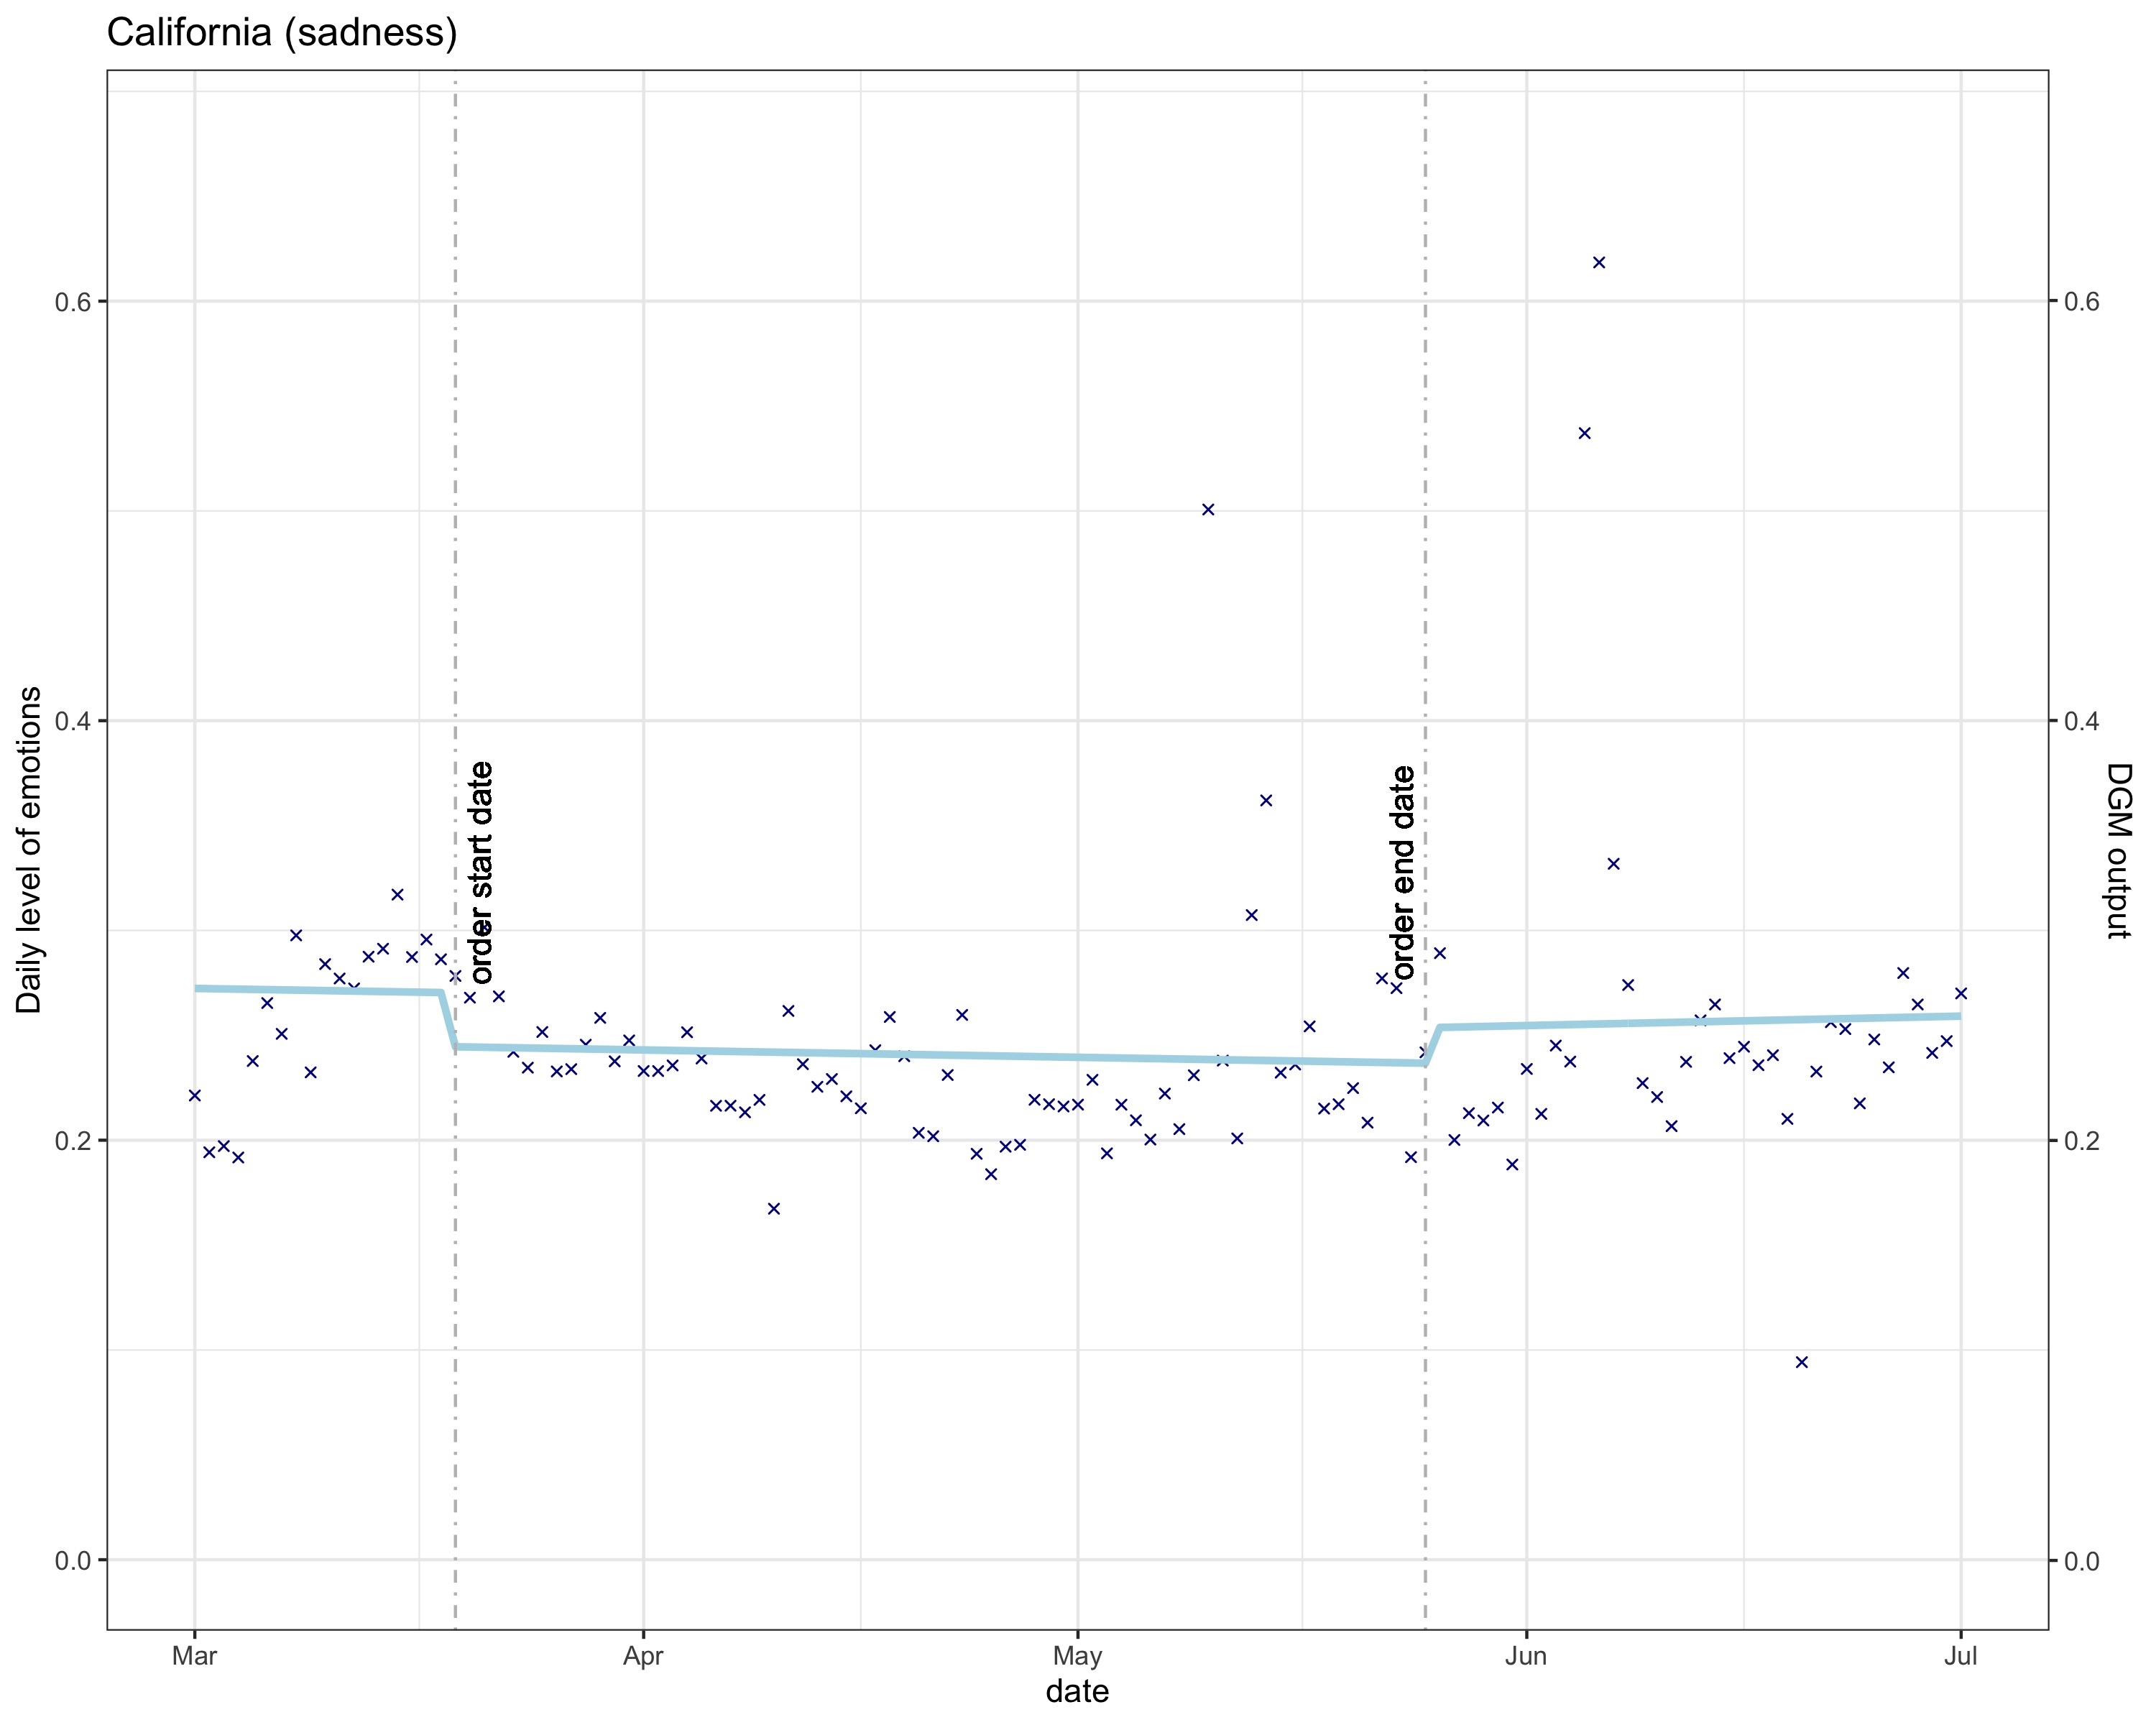 California (sadness)
Daily level of emotions
0.6
0.4
0.2
0.0
order start date
order end date
0.6
0.4
0.2
0.0
DGM output
Mar Apr May Jun Jul
date